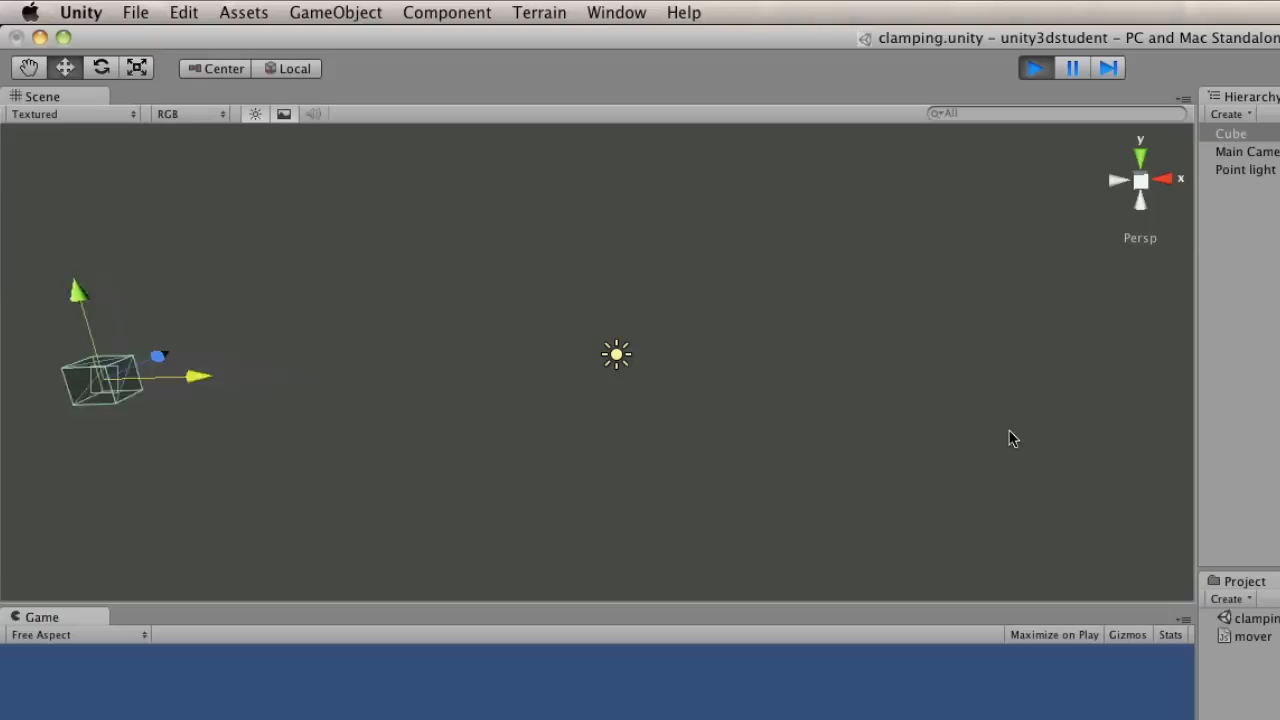 Unity File Edit Assets GameObject Component Terrain Window Help
clamping.unity – unity3dstudent – PC and Mac Standalon
Center Local
Scene Hierarchy
Textured RGB All Create
Cube
Main Came
Point light
y
x
Persp
Project
Create
Game clampin
Free Aspect Maximize on Play Gizmos Stats mover